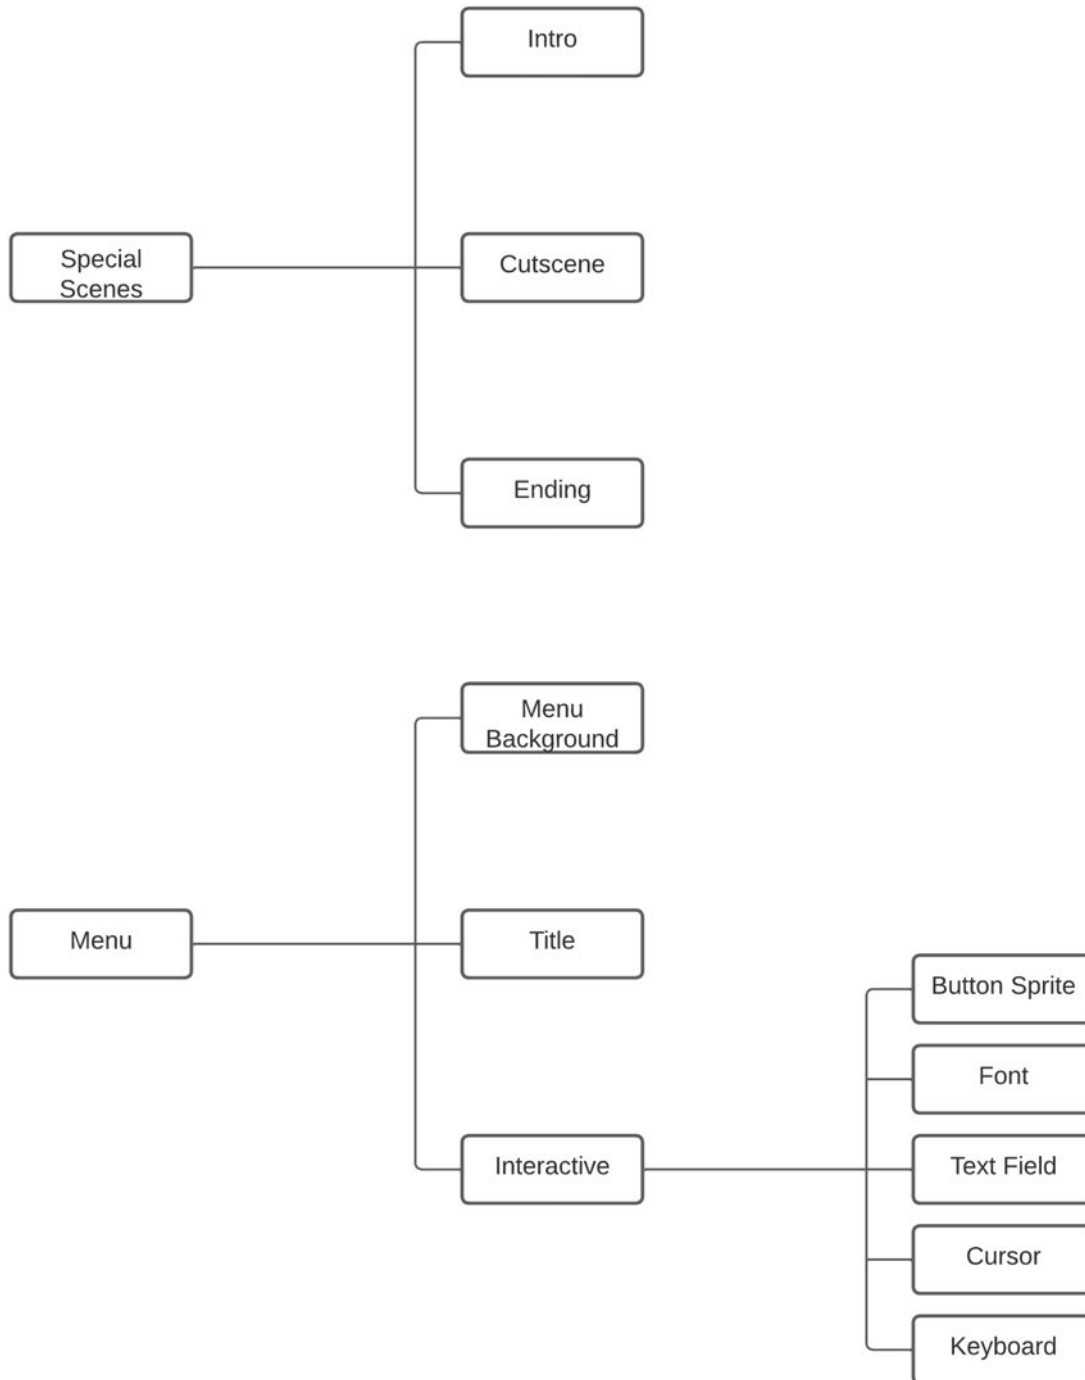 Intro
Special
Scenes
Cutscene
Ending
Menu
Background
Menu
Title
Interactive
Button Sprite
Font
Text Field
Cursor
Keyboard